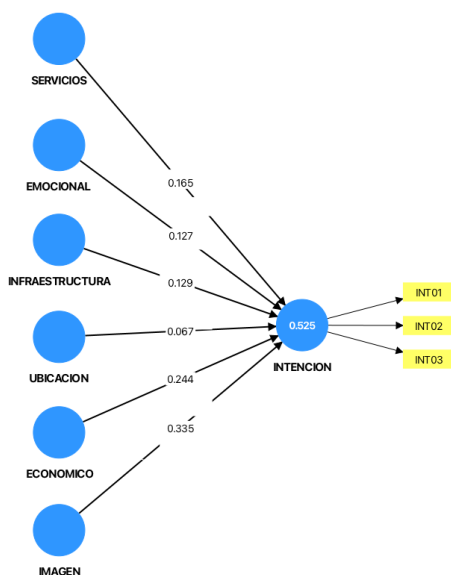 SERVICIOS
0.165
EMOCIONAL
0.127
INFRAESTRUCTURA
0.129
UBICACION
0.067
ECONOMICO
0.244
IMAGEN
0.335
0.525
INTENCION
INT01
INT02
INT03